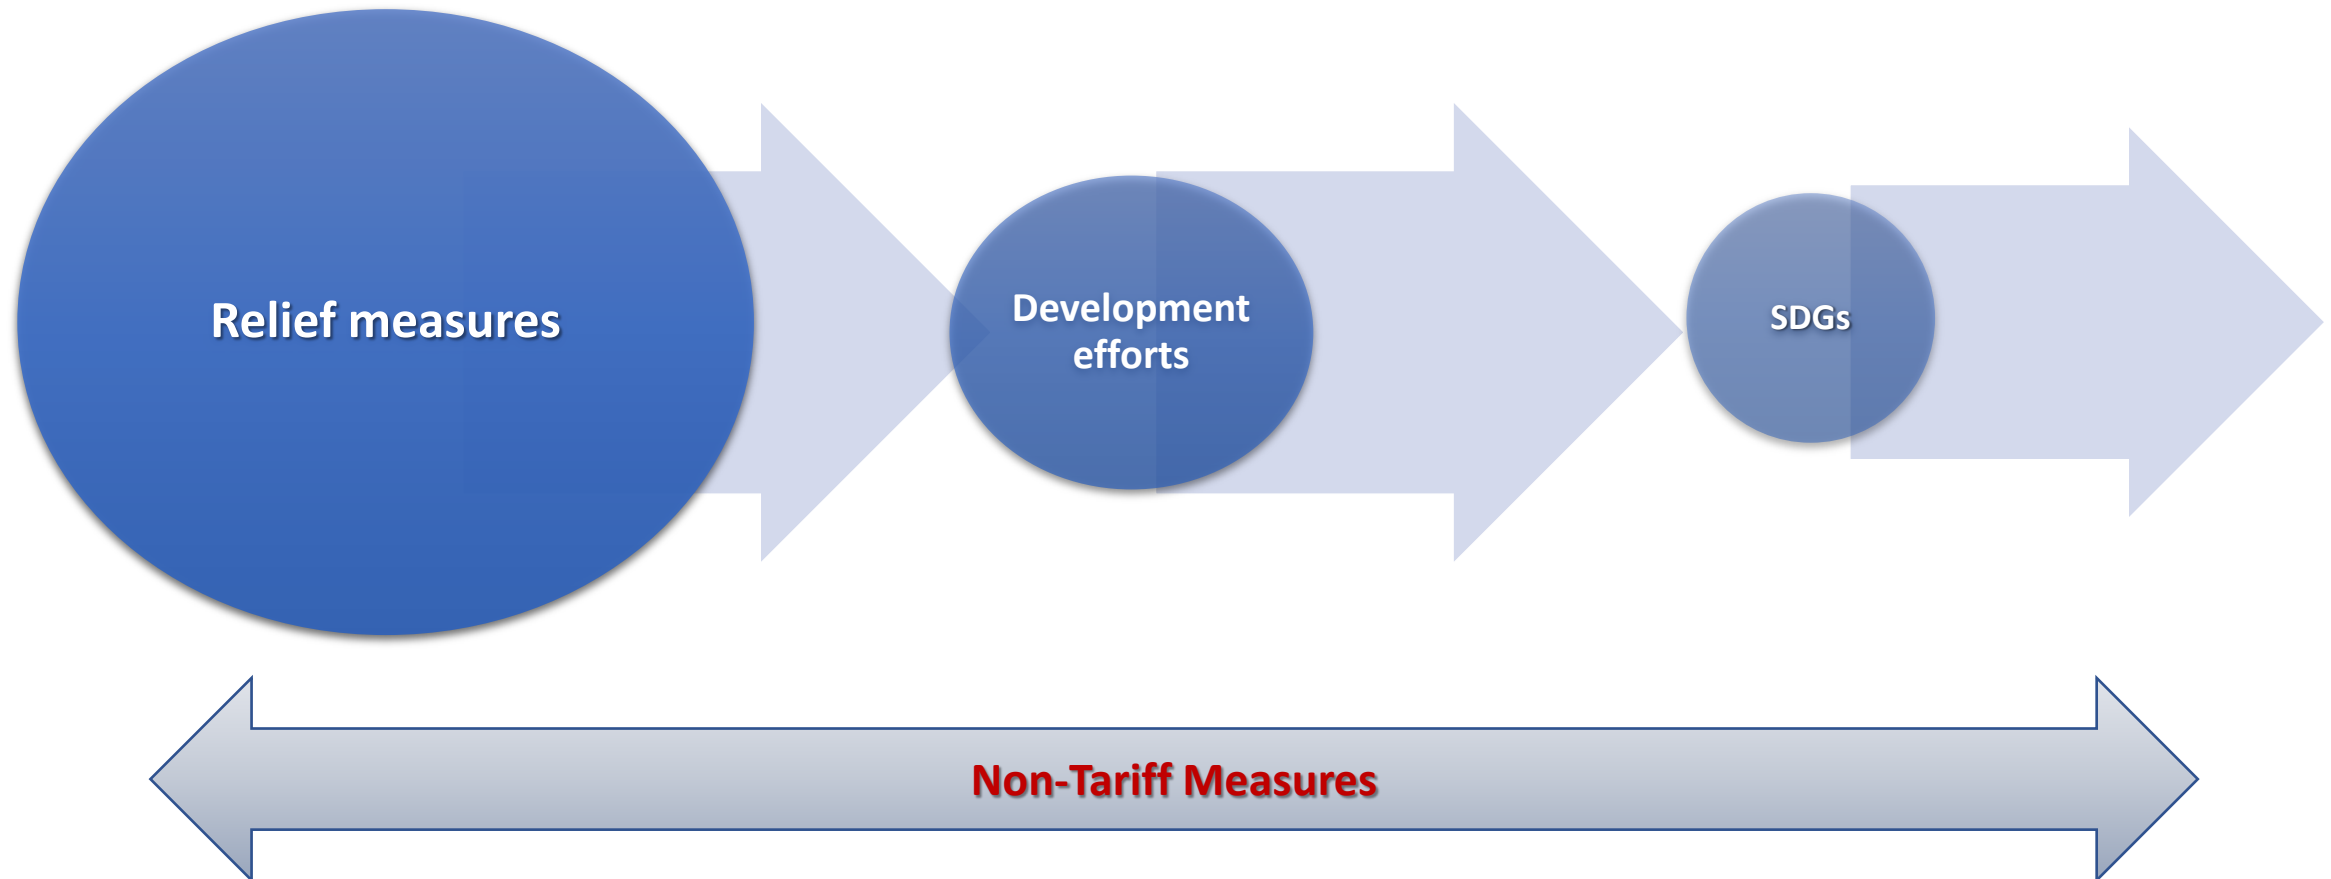 Relief measures
Development
efforts
SDGs
Non-Tariff Measures